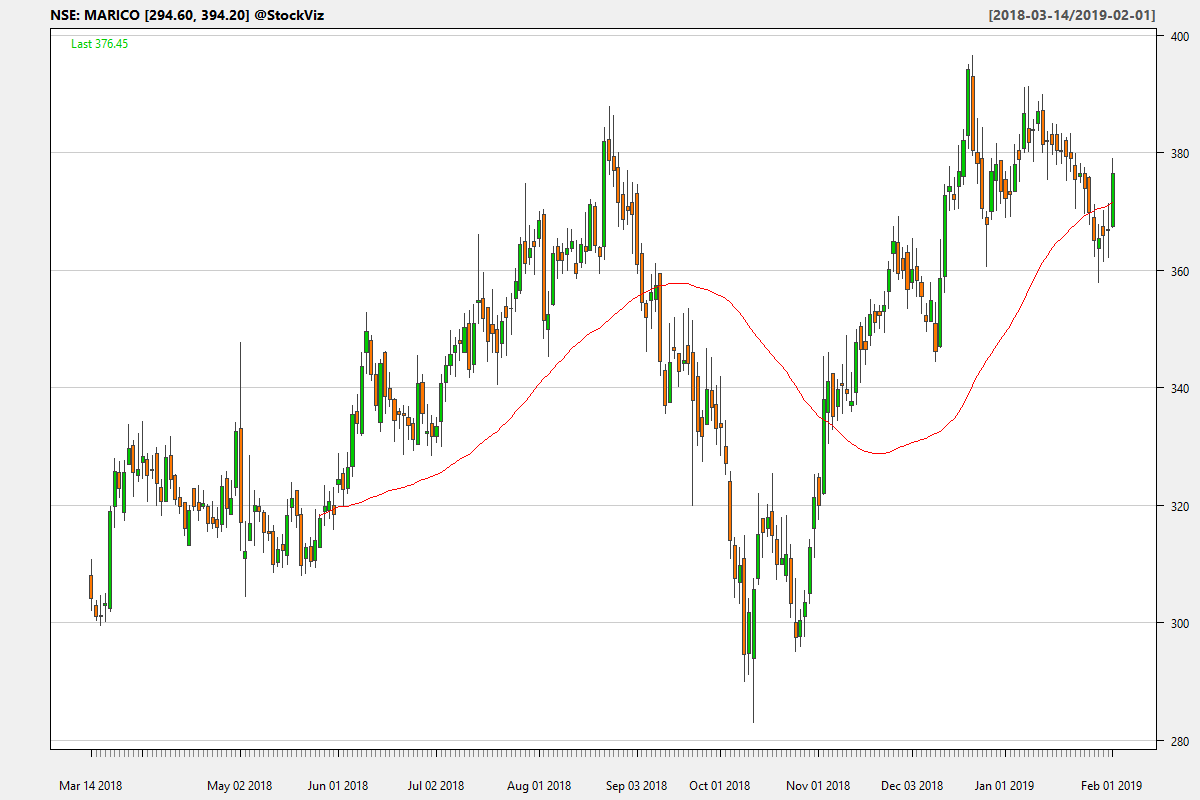 NSE: MARICO [294.60, 394.20] @StockViz [2018-03-14/2019-02-01]
Last 376.45
400
380
360
340
320
300
280
Mar 14 2018 May 02 2018 Jun 01 2018 Jul 02 2018 Aug 01 2018 Sep 03 2018 Oct 01 2018 Nov 01 2018 Dec 03 2018 Jan 01 2019 Feb 01 2019